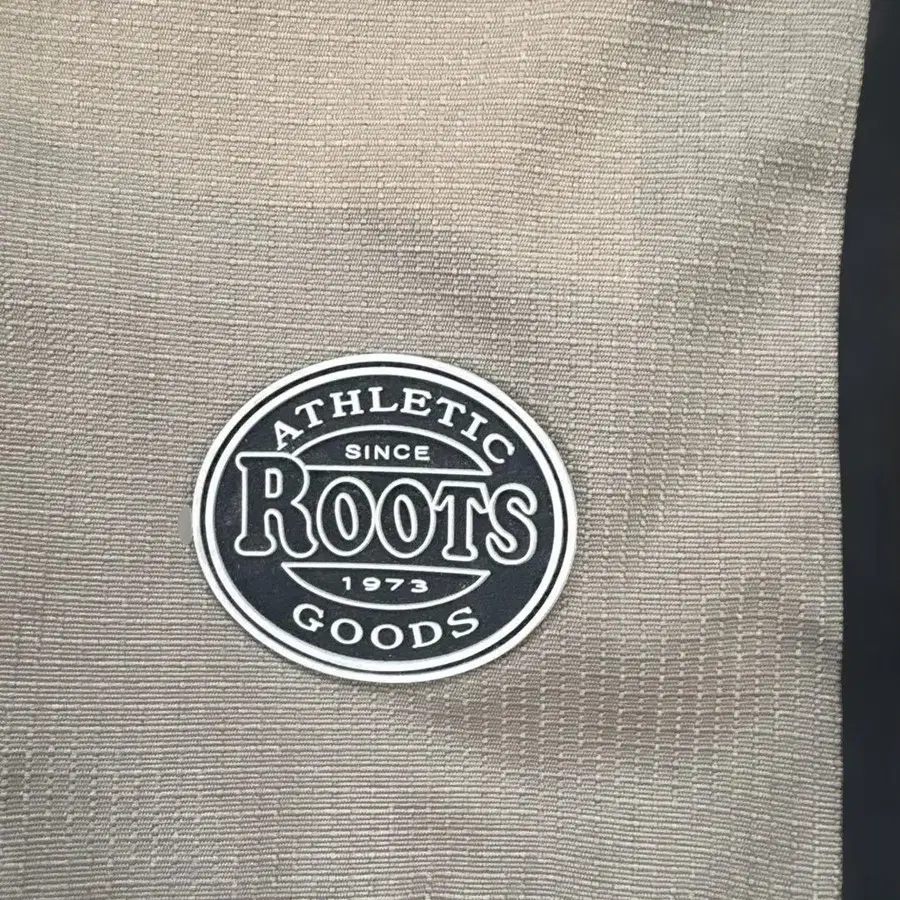 ATHLETIC
SINCE
ROOTS
1973
GOODS